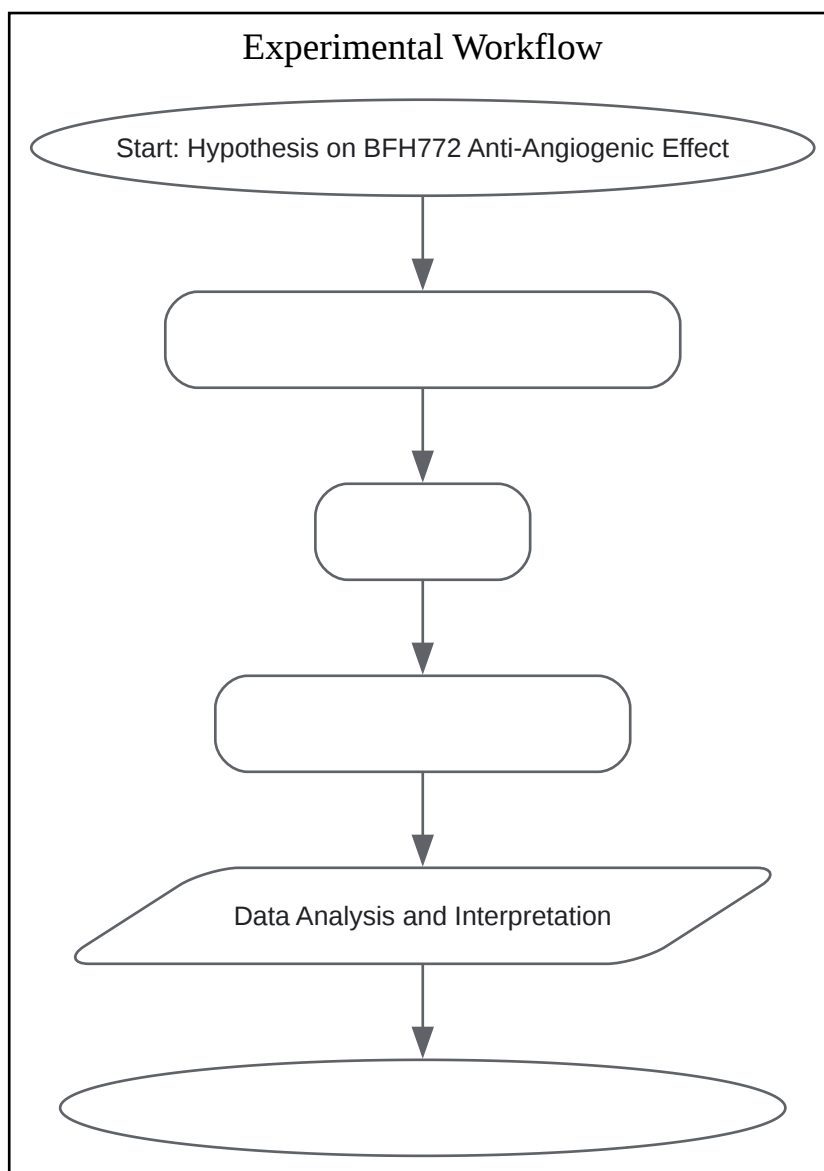 Experimental Workflow
Start: Hypothesis on BFH772 Anti-Angiogenic Effect
Data Analysis and Interpretation